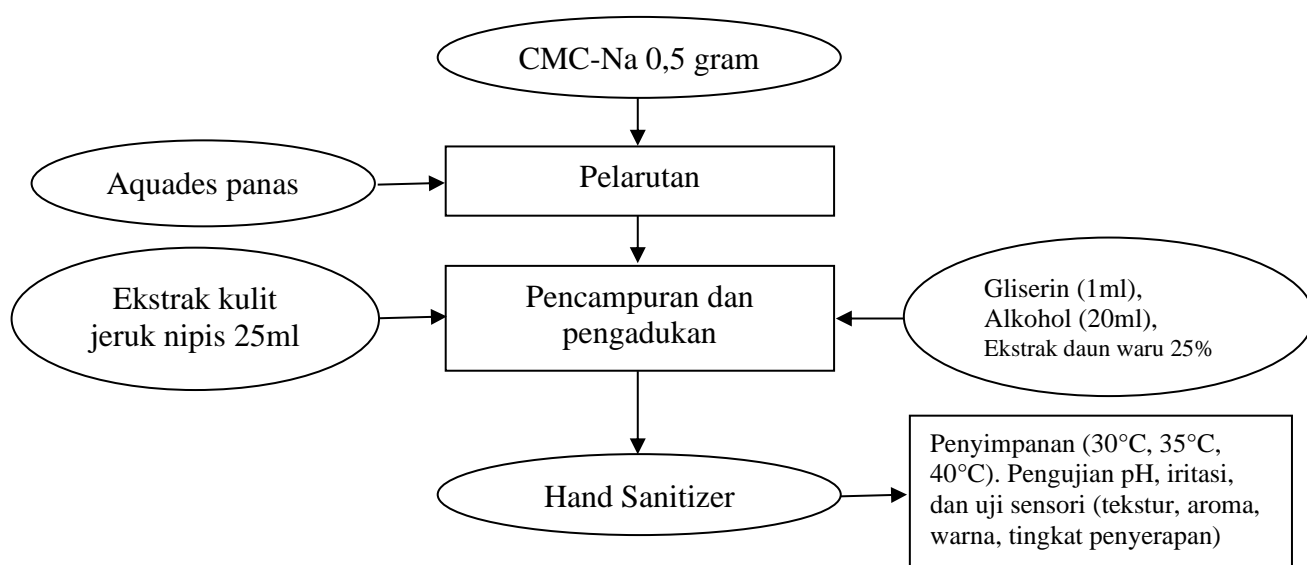 CMC-Na 0,5 gram
Aquades panas
Pelarutan
Ekstrak kulit
jeruk nipis 25ml
Pencampuran dan
pengadukan
Gliserin (1ml),
Alkohol (20ml),
Ekstrak daun waru 25%
Hand Sanitizer
Penyimpanan (30°C, 35°C,
40°C). Pengujian pH, iritasi,
dan uji sensori (tekstur, aroma,
warna, tingkat penyerapan)